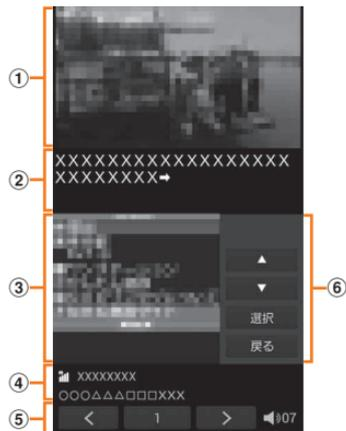 ①
XXXXXXXXXXXXXXXXXX
② XXXXXXXX➡
③ ▲ ⑥
▼
選択
戻る
④ XXXXXXXX
○○○△△△□□□XXX
⑤ < 1 > 07